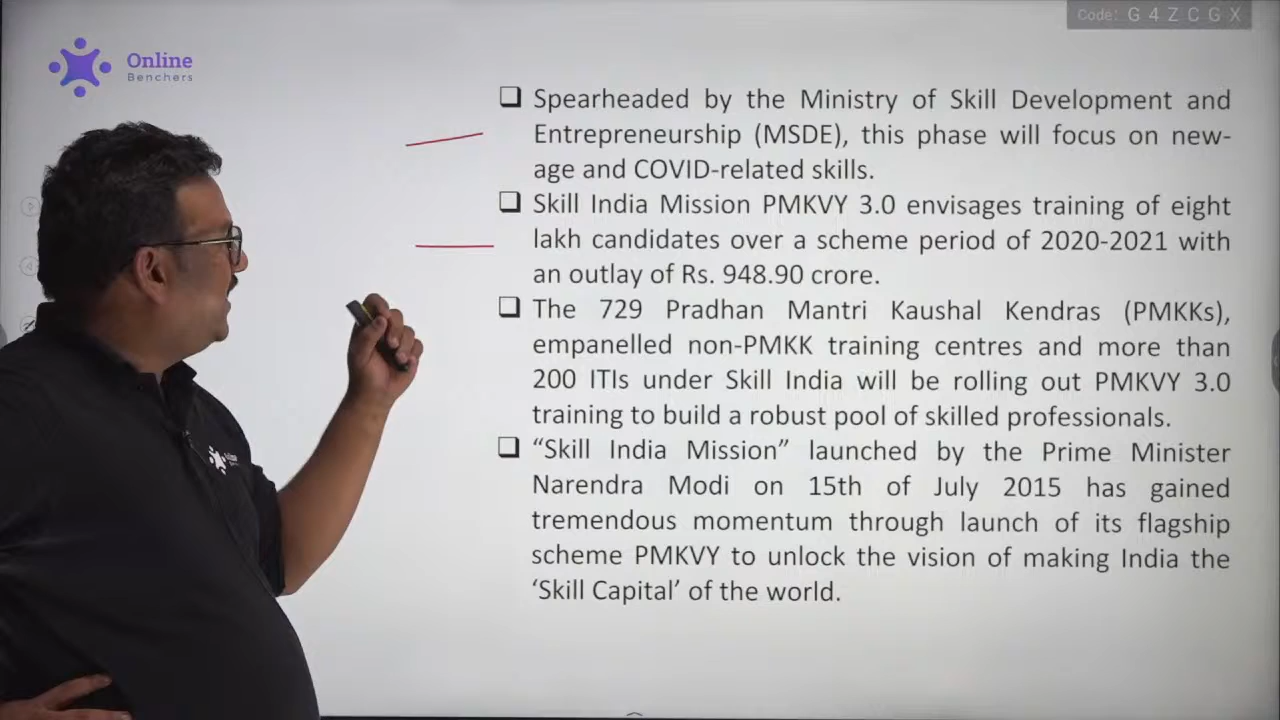 Code: G 4 Z C G X
Online
Benchers
❑ Spearheaded by the Ministry of Skill Development and
Entrepreneurship (MSDE), this phase will focus on new-
age and COVID-related skills.
❑ Skill India Mission PMKVY 3.0 envisages training of eight
lakh candidates over a scheme period of 2020-2021 with
an outlay of Rs. 948.90 crore.
❑ The 729 Pradhan Mantri Kaushal Kendras (PMKKs),
empanelled non-PMKK training centres and more than
200 ITIs under Skill India will be rolling out PMKVY 3.0
training to build a robust pool of skilled professionals.
❑ “Skill India Mission” launched by the Prime Minister
Narendra Modi on 15th of July 2015 has gained
tremendous momentum through launch of its flagship
scheme PMKVY to unlock the vision of making India the
‘Skill Capital’ of the world.